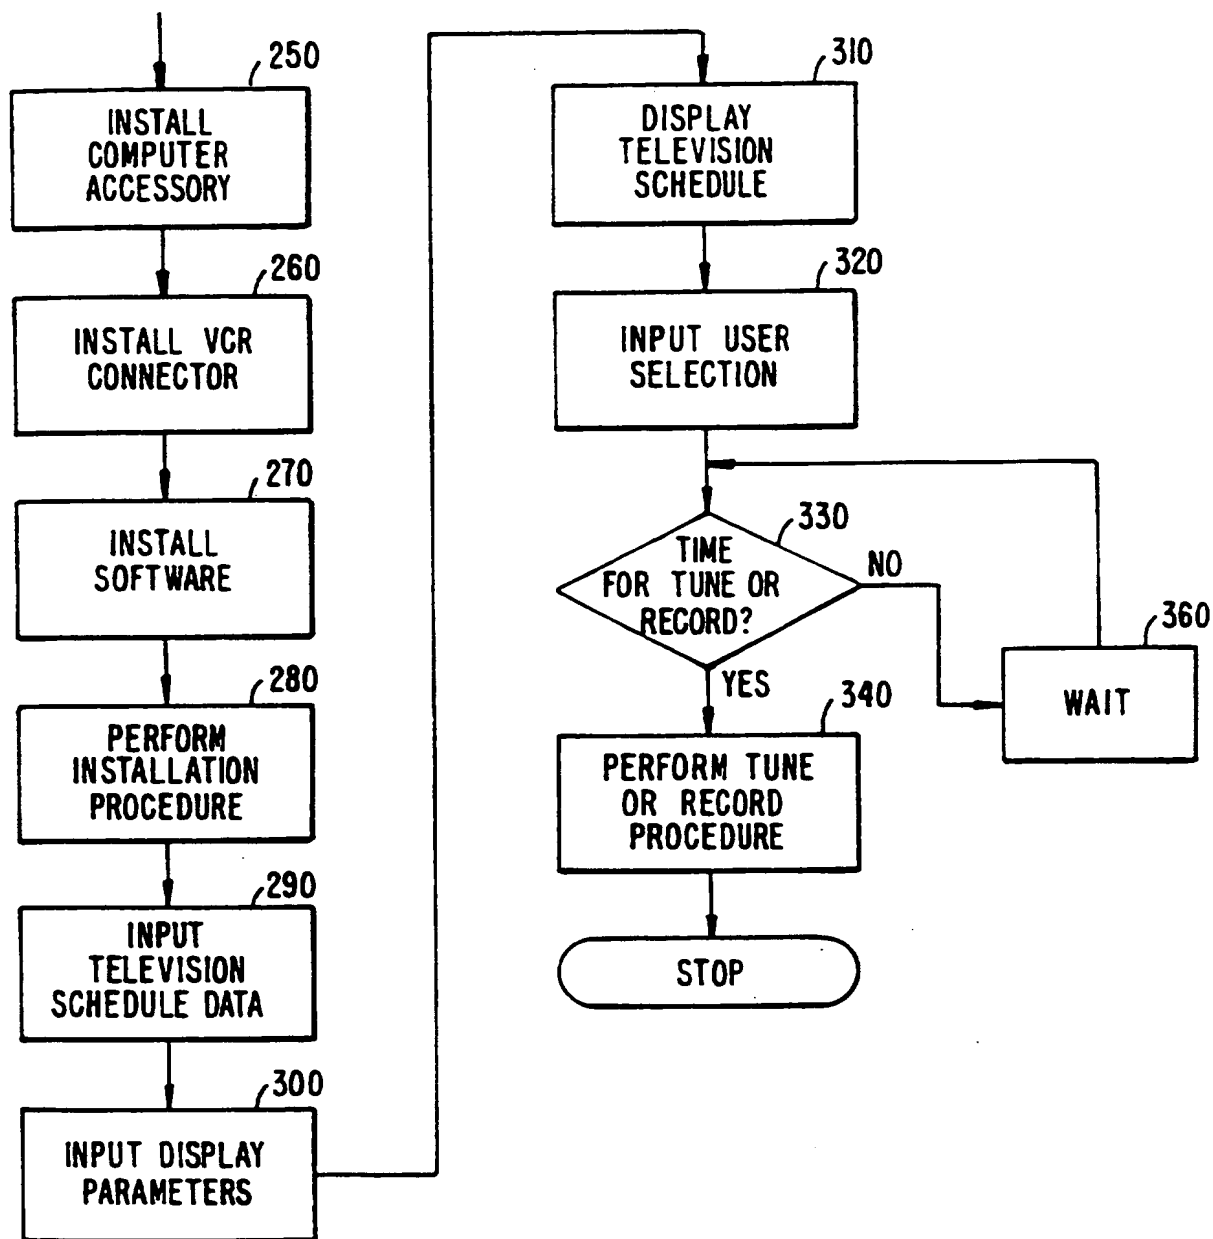 250
INSTALL
COMPUTER
ACCESSORY
260
INSTALL VCR
CONNECTOR
270
INSTALL
SOFTWARE
280
PERFORM
INSTALLATION
PROCEDURE
290
INPUT
TELEVISION
SCHEDULE DATA
300
INPUT DISPLAY
PARAMETERS
310
DISPLAY
TELEVISION
SCHEDULE
320
INPUT USER
SELECTION
330
TIME
FOR TUNE OR
RECORD?
NO
360
WAIT
YES
340
PERFORM TUNE
OR RECORD
PROCEDURE
STOP